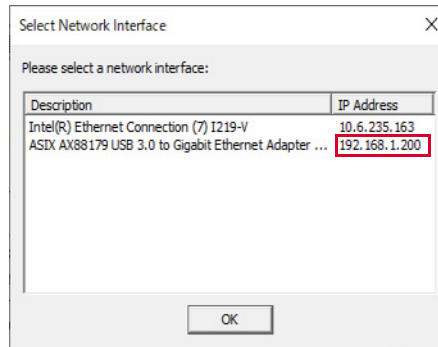 Select Network Interface
Please select a network interface:
Description IP Address
Intel(R) Ethernet Connection (7) I219-V 10.6.235.163
ASIX AX88179 USB 3.0 to Gigabit Ethernet Adapter ... 192.168.1.200
OK